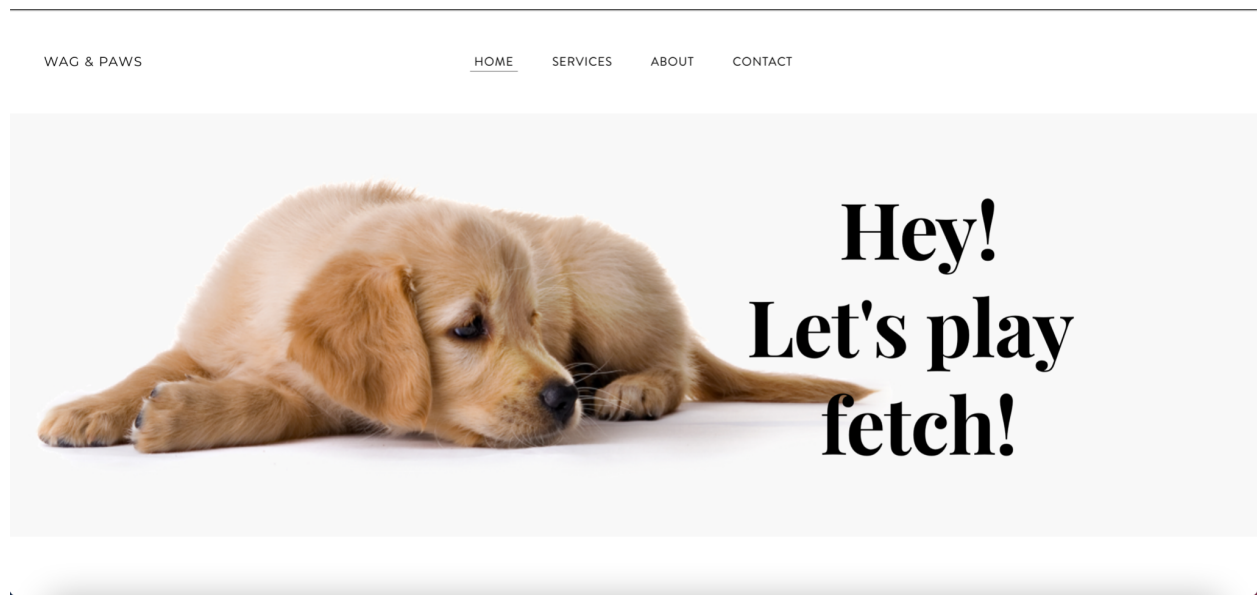 WAG & PAWS
HOME SERVICES ABOUT CONTACT
Hey!
Let's play
fetch!